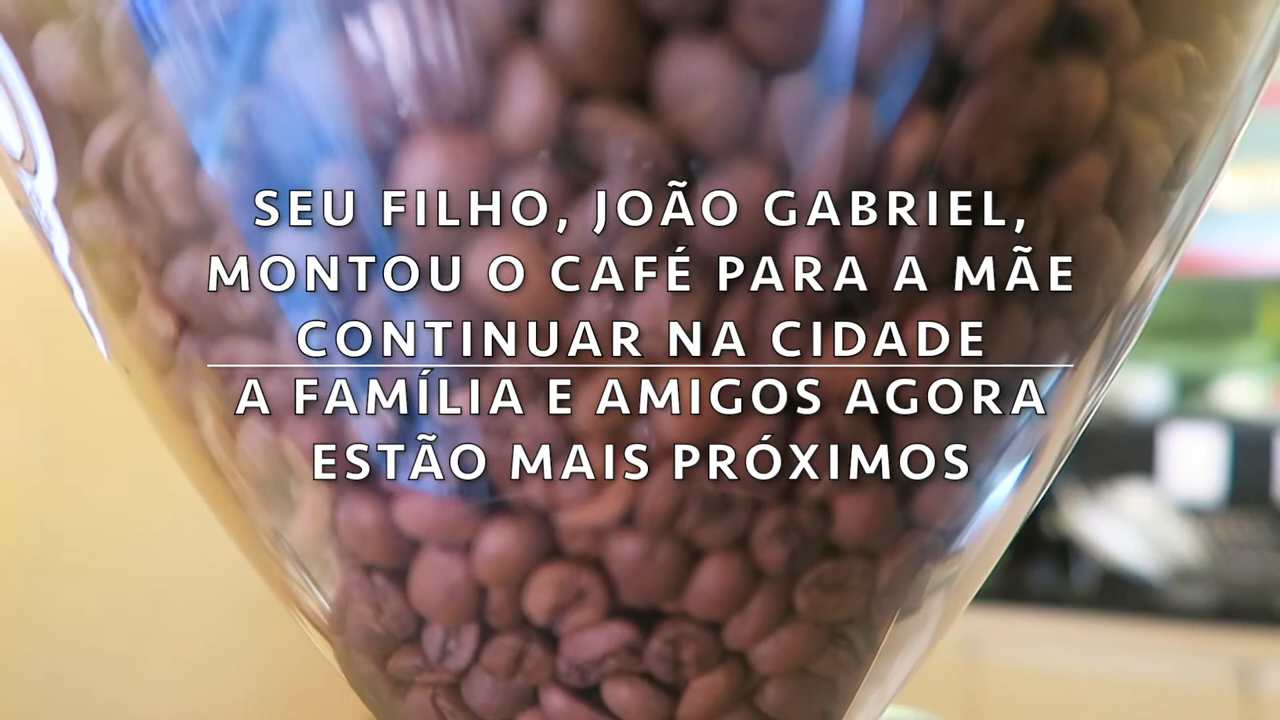 SEU FILHO, JOÃO GABRIEL,
MONTOU O CAFÉ PARA A MÃE
CONTINUAR NA CIDADE
A FAMÍLIA E AMIGOS AGORA
ESTÃO MAIS PRÓXIMOS